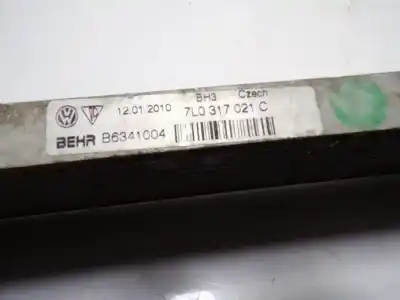 BH3 Czech
12.01.2010 7L0 317 021 C
BEHR B6341004